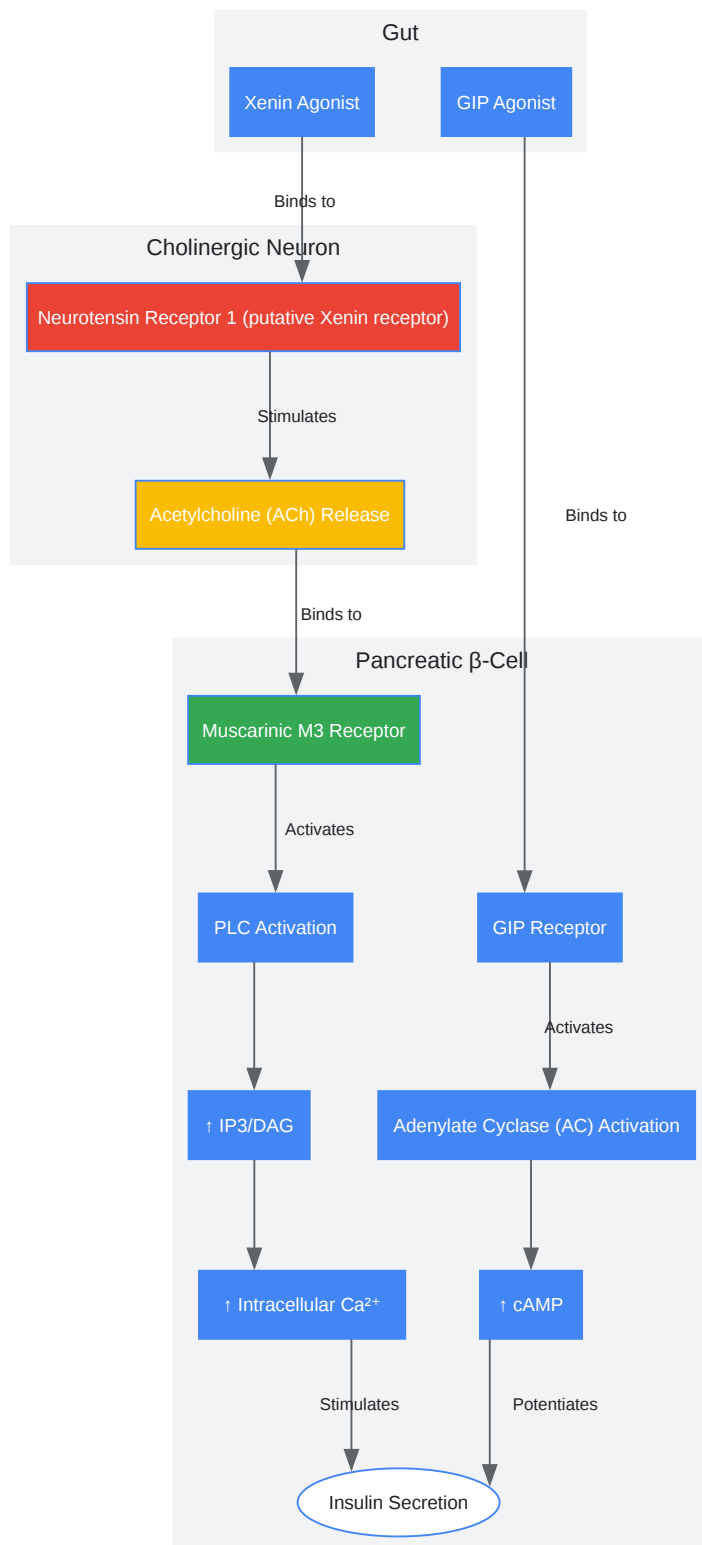 Gut
Xenin Agonist
GIP Agonist
Binds to
Cholinergic Neuron
Neurotensin Receptor 1 (putative Xenin receptor)
Stimulates
Acetylcholine (ACh) Release
Binds to
Binds to
Pancreatic β-Cell
Muscarinic M3 Receptor
Activates
PLC Activation
GIP Receptor
Activates
↑ IP3/DAG
Adenylate Cyclase (AC) Activation
↑ Intracellular Ca²⁺
↑ cAMP
Stimulates
Potentiates
Insulin Secretion